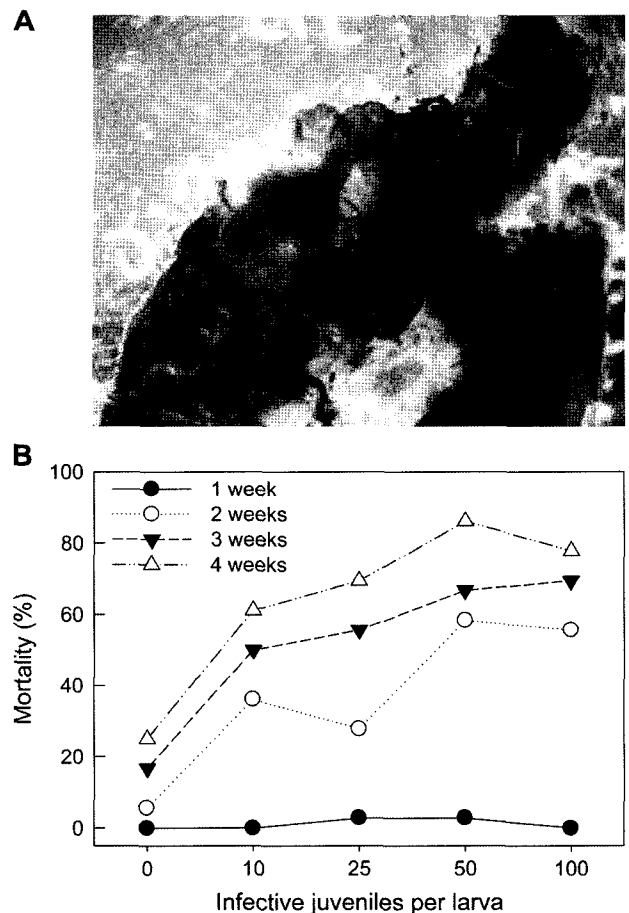 A
B
100
80
60
40
20
0
Mortality (%)
1 week
2 weeks
3 weeks
4 weeks
0 10 25 50 100
Infective juveniles per larva